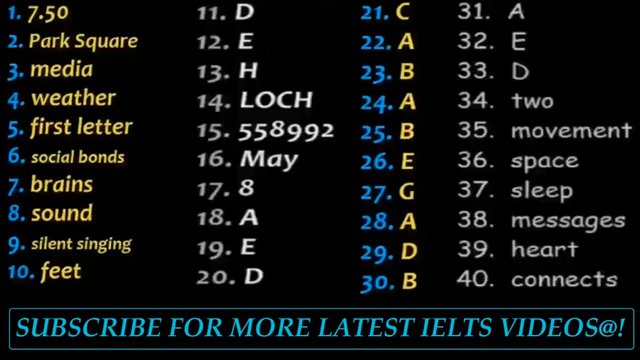 1. 7.50
2. Park Square
3. media
4. weather
5. first letter
6. social bonds
7. brains
8. sound
9. silent singing
10. feet
11. D
12. E
13. H
14. LOCH
15. 558992
16. May
17. 8
18. A
19. E
20. D
21. C
22. A
23. B
24. A
25. B
26. E
27. G
28. A
29. D
30. B
31. A
32. E
33. D
34. two
35. movement
36. space
37. sleep
38. messages
39. heart
40. connects
SUBSCRIBE FOR MORE LATEST IELTS VIDEOS@!